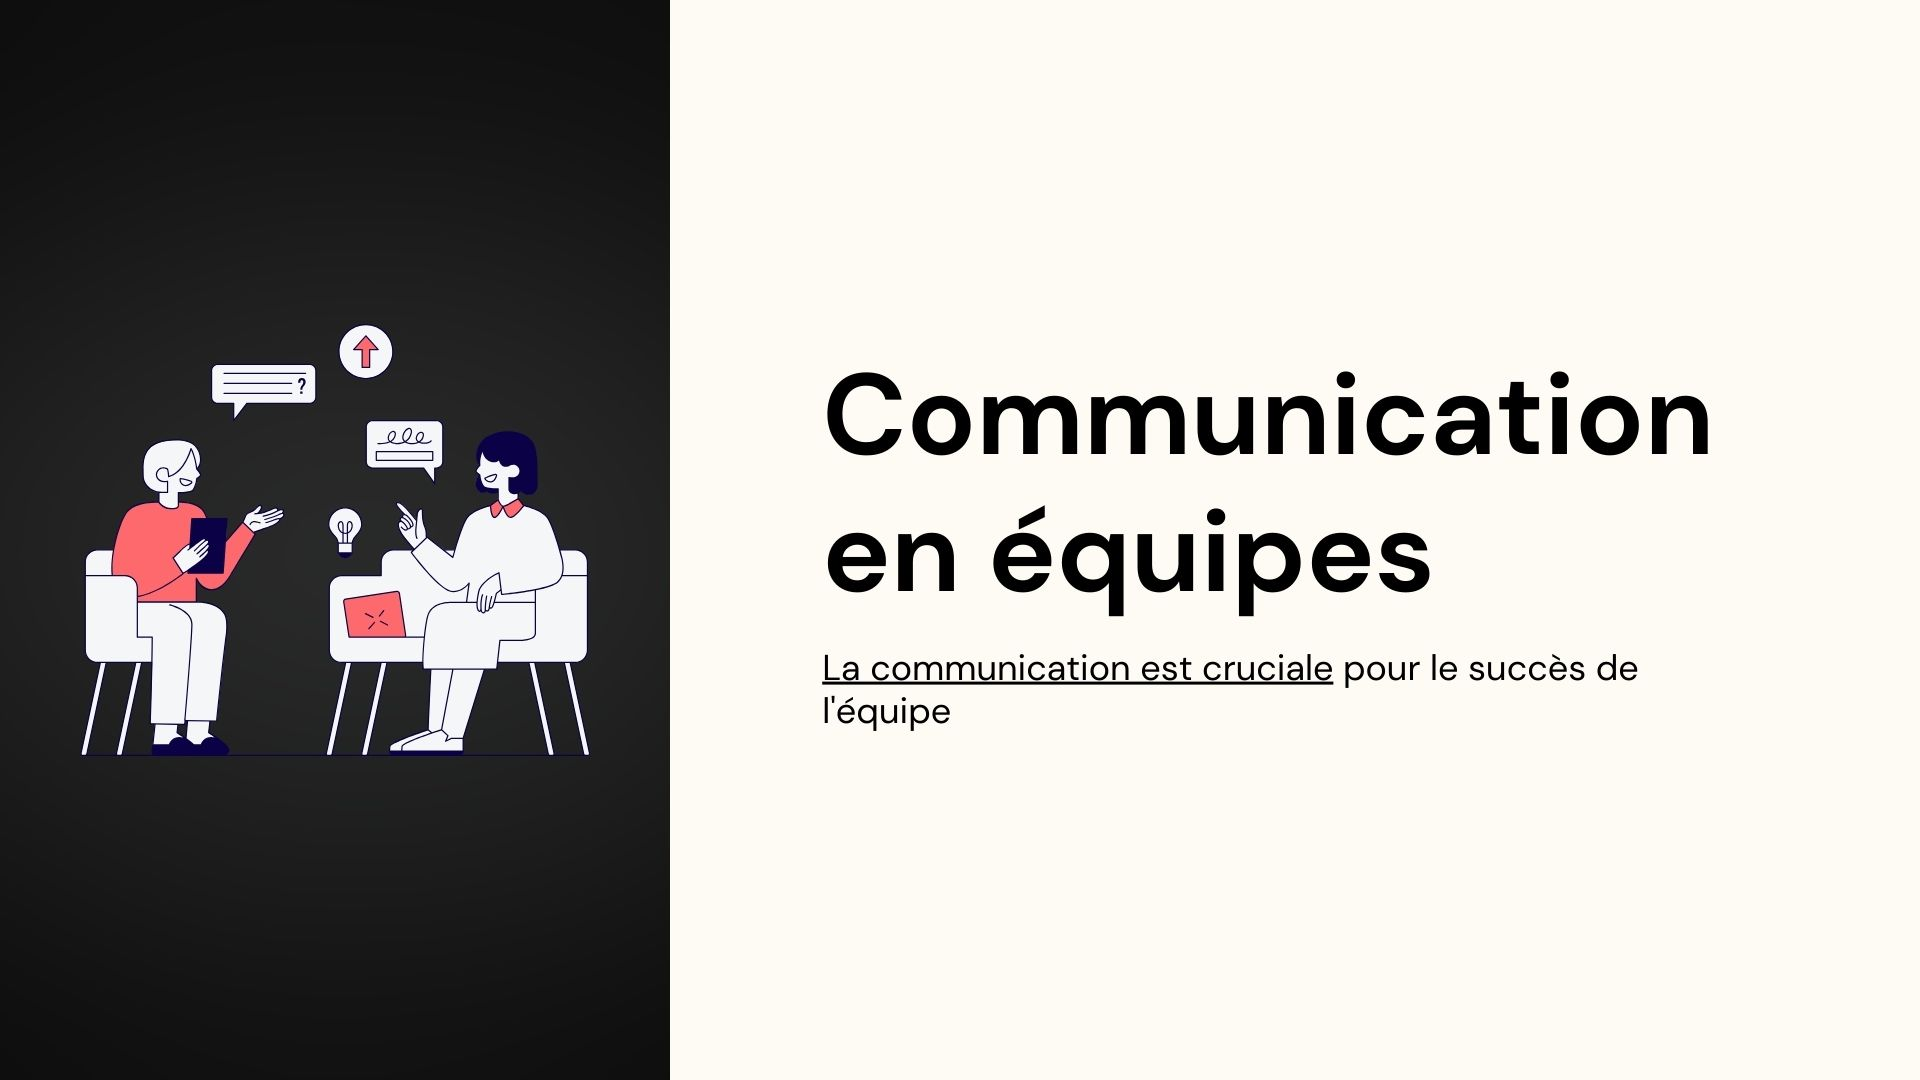 ?
Communication
en équipes
La communication est cruciale pour le succès de
l'équipe